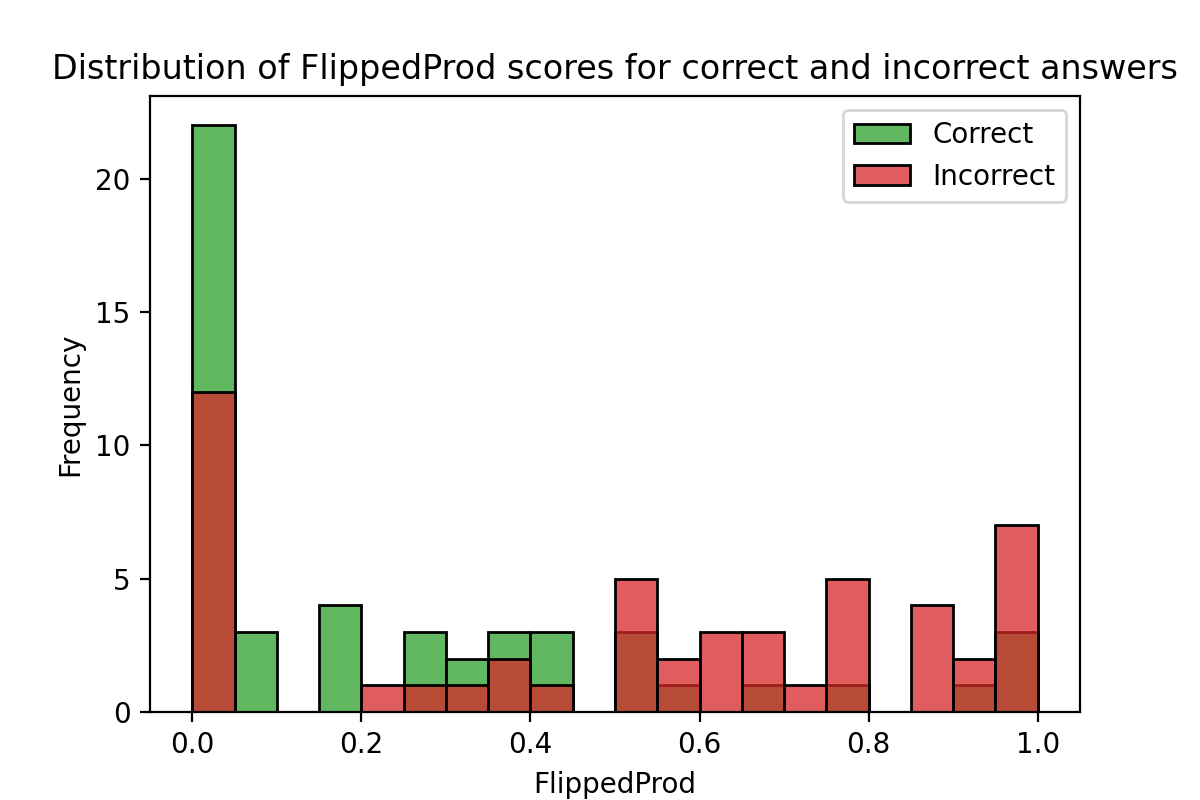 Distribution of FlippedProd scores for correct and incorrect answers
Correct
Incorrect
Frequency
20
15
10
5
0
0.0 0.2 0.4 0.6 0.8 1.0
FlippedProd